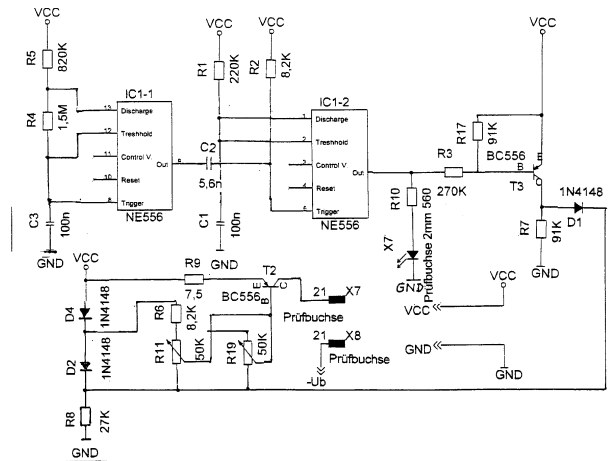 VCC
VCC
VCC
VCC
R5
820K
R1
220K
R2
8,2K
IC1-1
IC1-2
R4
1,5M
13
Discharge
12
Treshhold
11
Control V.
10
Reset
8
Trigger
Out
9
NE556
C2
5,6n
1
Discharge
2
Treshhold
3
Control V.
4
Reset
5
Trigger
Out
NE556
R17
91K
R3
270K
BC556
B
E
T3
1N4148
D1
R10
560
X7
Prüfbuchse 2mm
GND
R7
91K
GND
C3
100n
GND
C1
100n
GND
VCC
R9
7,5
T2
BC556
E
B
C
21
X7
Prüfbuchse
VCC
VCC
D4
1N4148
R6
8,2K
D2
1N4148
R11
50K
R19
50K
21
X8
Prüfbuchse
-Ub
GND
GND
R8
27K
GND